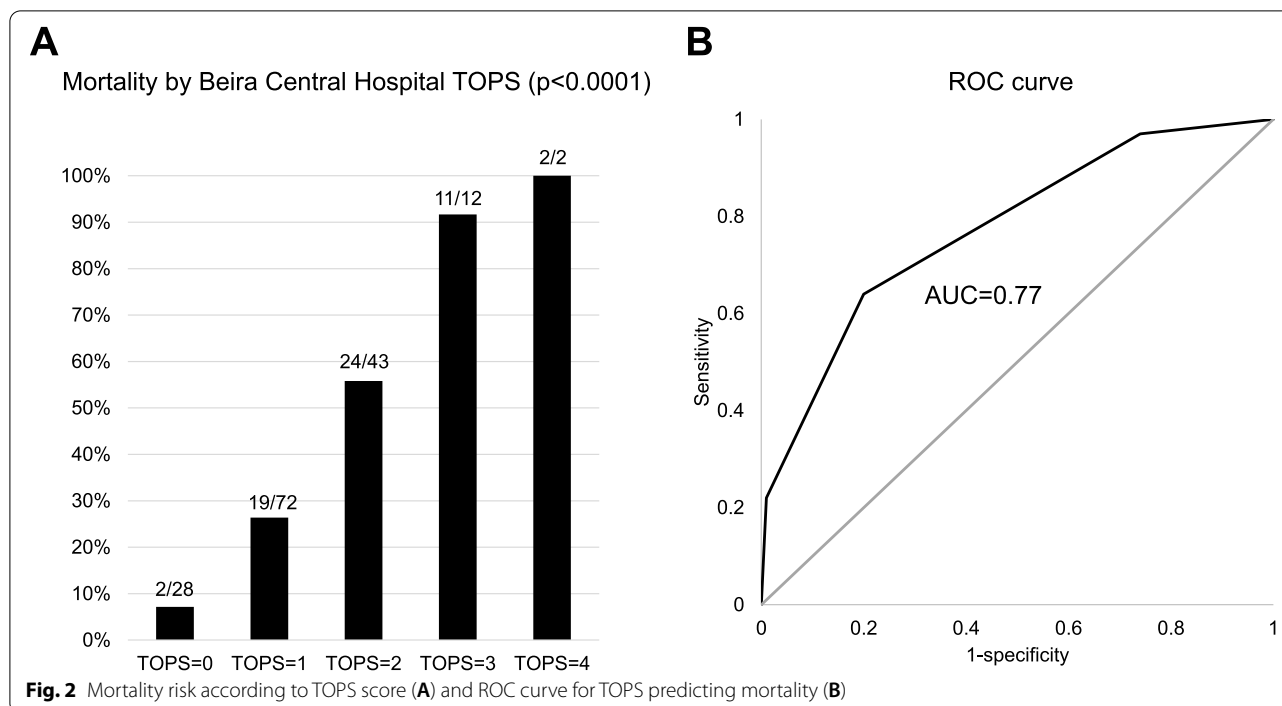 A
Mortality by Beira Central Hospital TOPS (p<0.0001)
100%
90%
80%
70%
60%
50%
40%
30%
20%
10%
0%
2/28
19/72
24/43
11/12
2/2
TOPS=0 TOPS=1 TOPS=2 TOPS=3 TOPS=4
B
ROC curve
Sensitivity
1
0.8
0.6
0.4
0.2
0
AUC=0.77
0 0.2 0.4 0.6 0.8 1
1-specificity
Fig. 2 Mortality risk according to TOPS score (A) and ROC curve for TOPS predicting mortality (B)